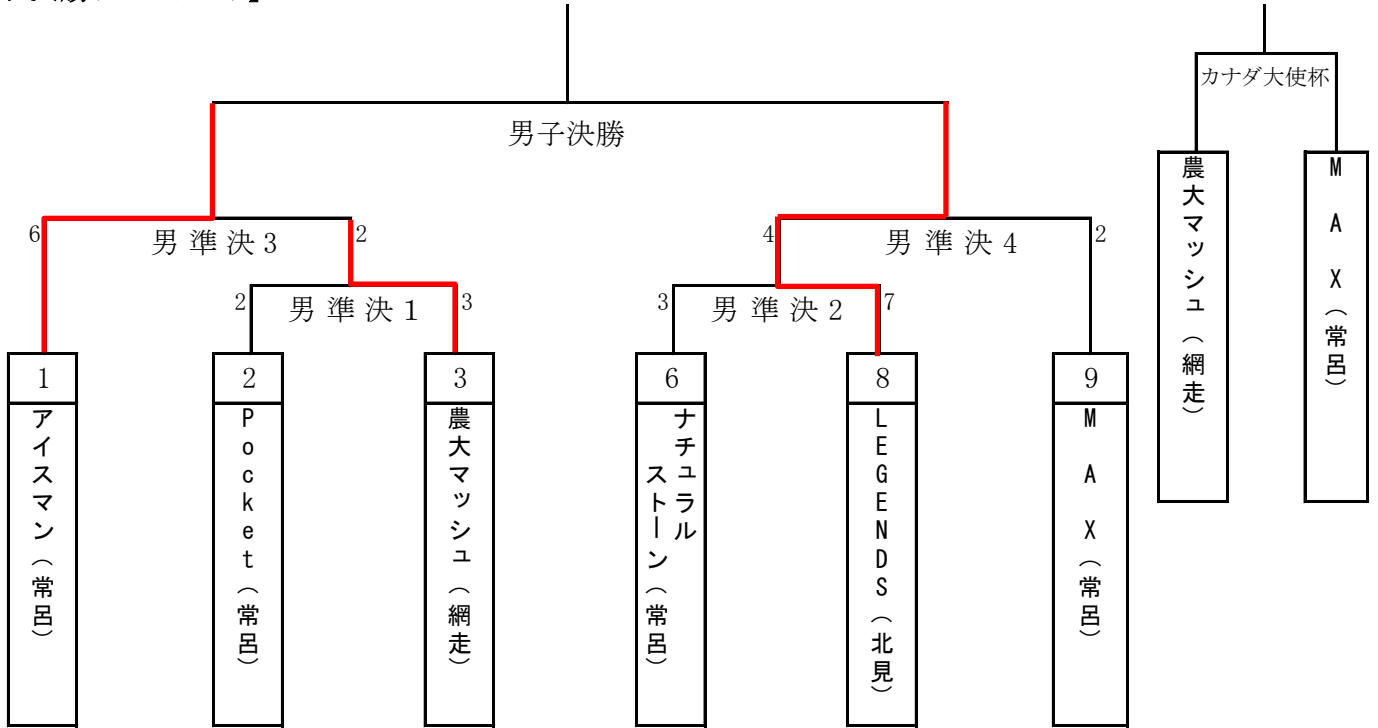 カナダ大使杯
男子決勝
農大マッシュ（網走）
ＭＡＸ（常呂）
6
男準決３
2
4
男準決４
2
2
男準決１
3
3
男準決２
7
1
2
3
6
8
9
アイスマン（常呂）
Pocket（常呂）
農大マッシュ（網走）
ナチュラル
ストーン（常呂）
LEGENDS（北見）
ＭＡＸ（常呂）